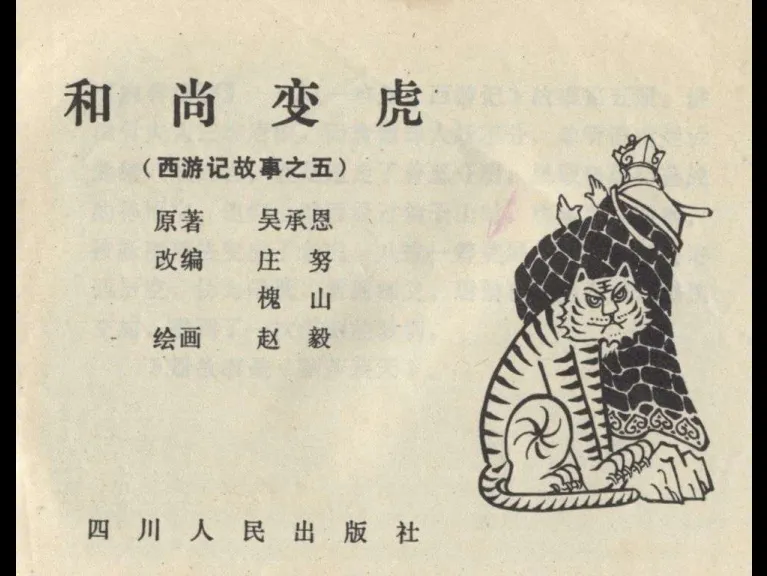 和尚变虎
（西游记故事之五）
原著 吴承恩
改编 庄努
槐山
绘画 赵毅
四川人民出版社